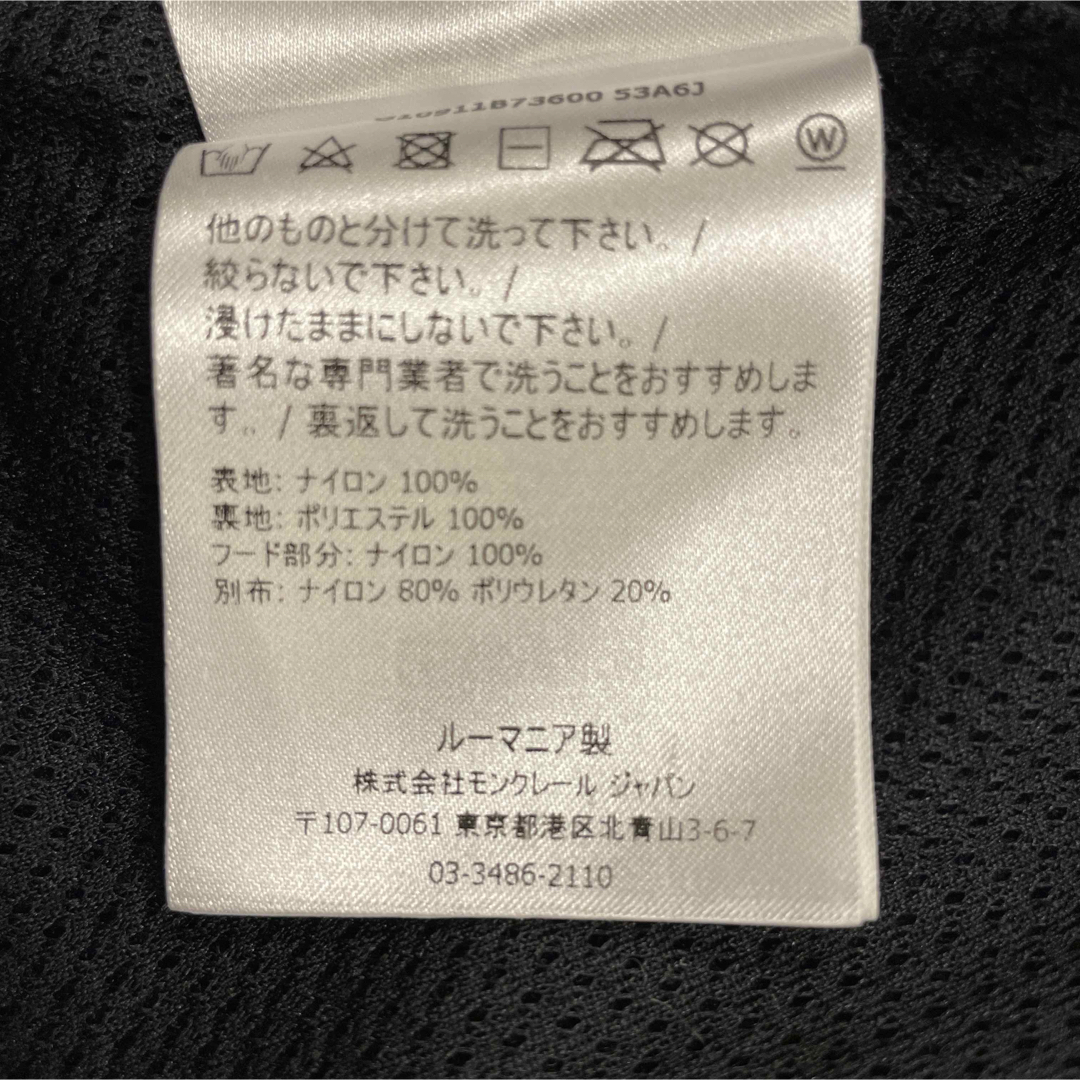 10911B73600 53A6J
W
他のものと分けて洗って下さい。/
絞らないで下さい。/
浸けたままにしないで下さい。/
著名な専門業者で洗うことをおすすめしま
す。. / 裏返して洗うことをおすすめします。
表地: ナイロン 100%
裏地: ポリエステル 100%
フード部分: ナイロン 100%
別布: ナイロン 80% ポリウレタン 20%
ルーマニア製
株式会社モンクレール ジャパン
〒107-0061 東京都港区北青山3-6-7
03-3486-2110